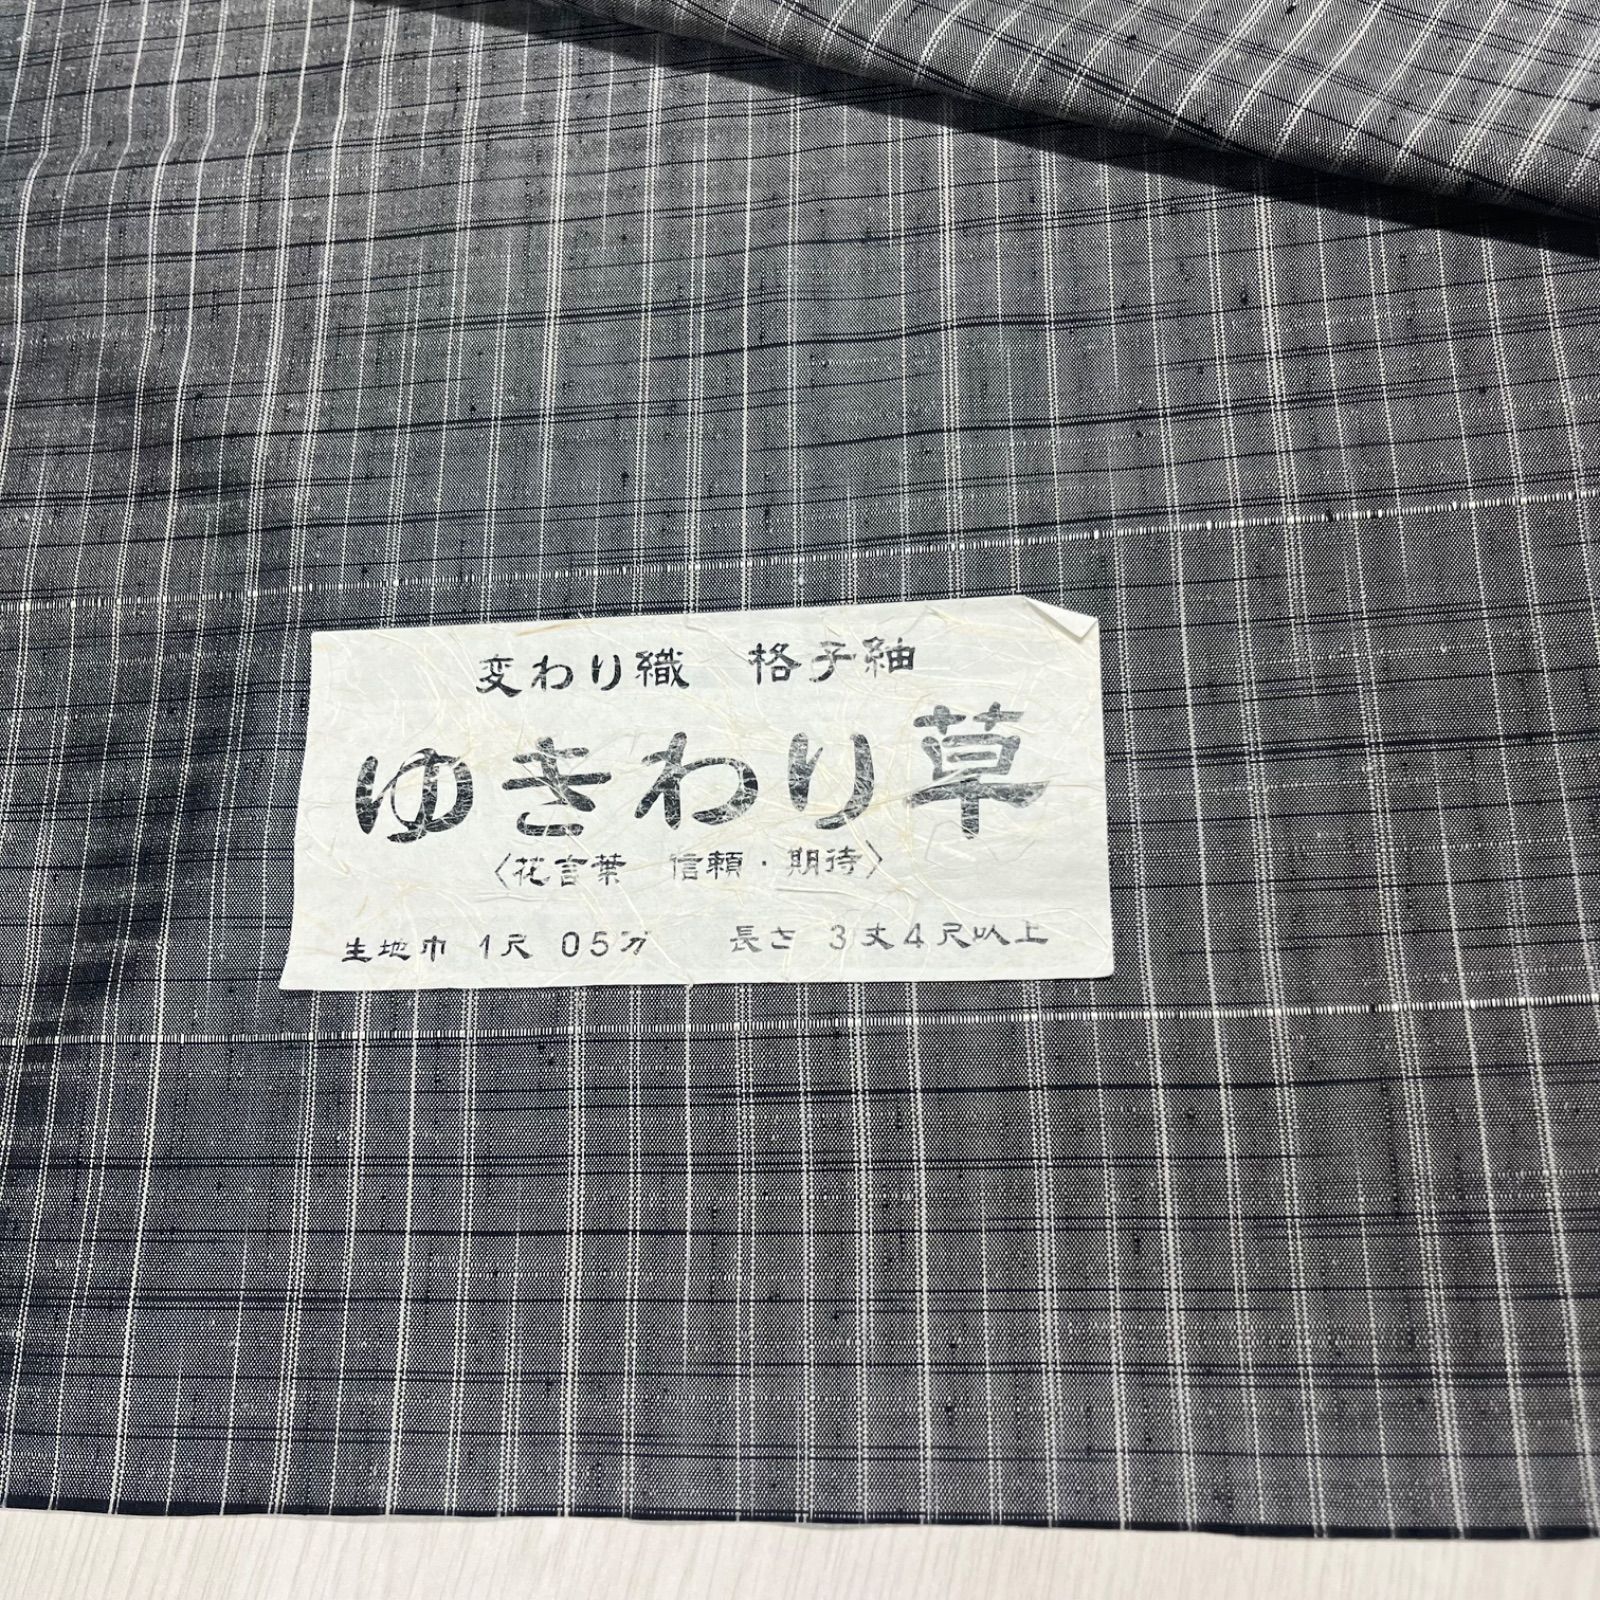 変わり織　格子紬
ゆきわり草
〈花言葉　信頼・期待〉
生地巾 1尺 05分　長さ 3丈4尺以上